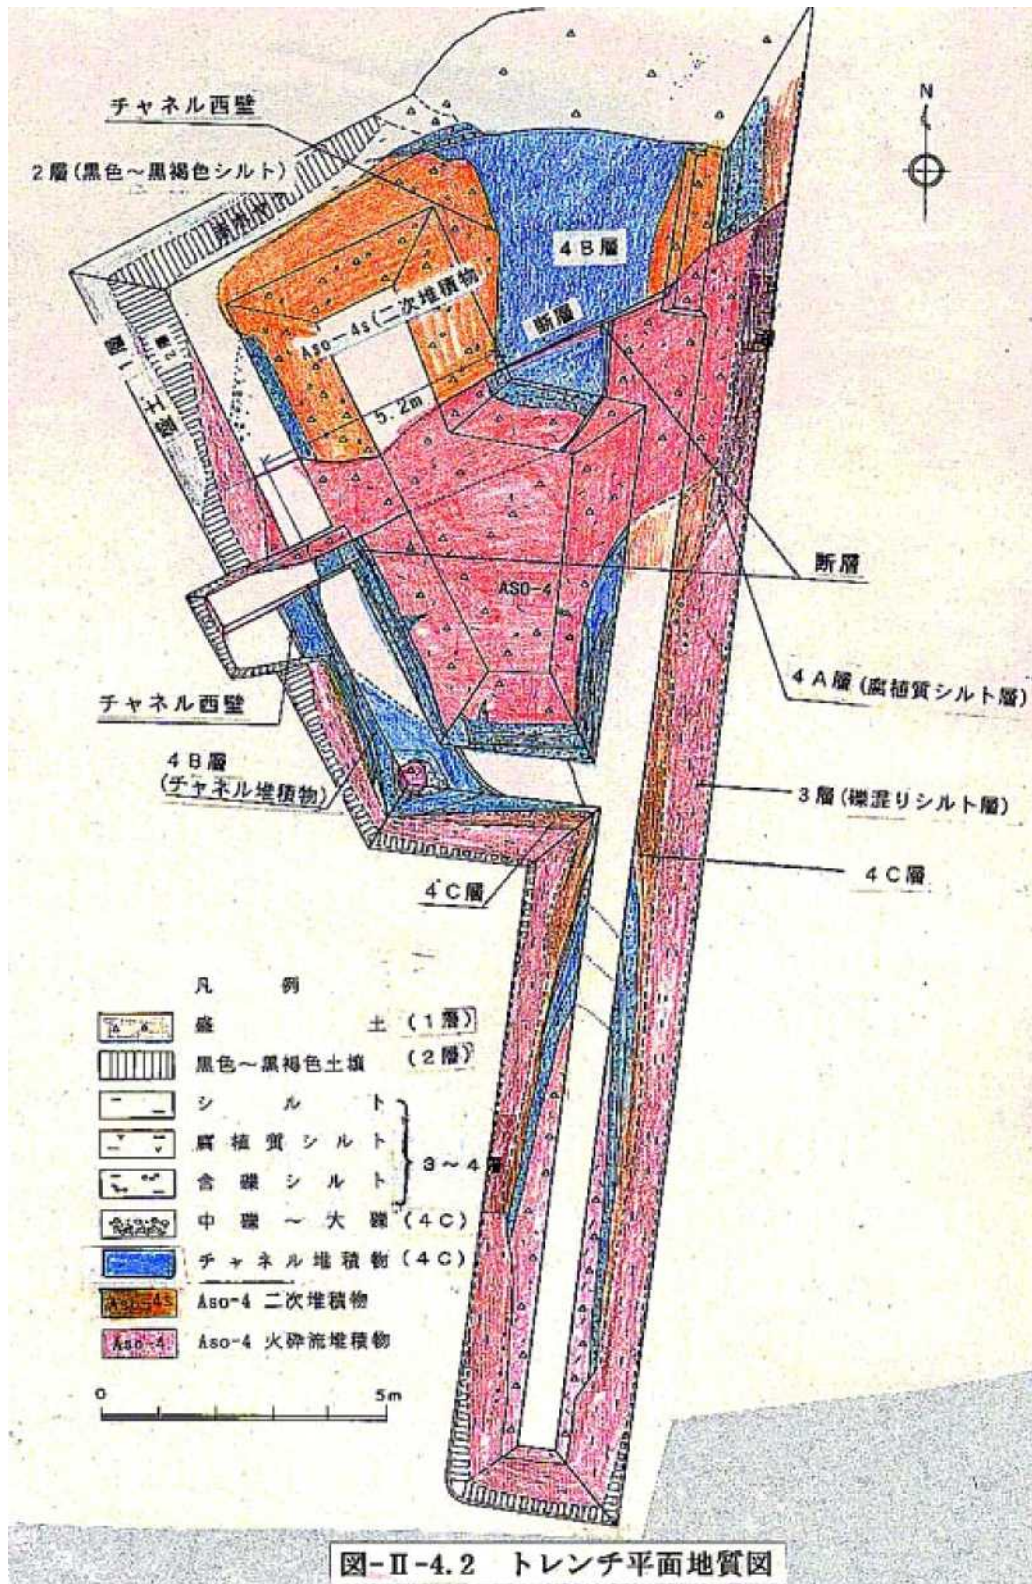 チャネル西壁
N
2層(黒色～黒褐色シルト)
4B層
断層
Aso-4s(二次堆積物
5.2m
断層
ASO-4
4A層(腐植質シルト層)
チャネル西壁
4B層
(チャネル堆積物)
3層(礫混りシルト層)
4C層
4C層
凡 例
盛 土 (1層)
黒色～黒褐色土壌 (2層)
シ ル ト
腐植質シルト
3～4層
含礫シルト
中礫～大礫(4C)
チャネル堆積物(4C)
Aso-4s Aso-4 二次堆積物
Aso-4 Aso-4 火砕流堆積物
0 5m
図-Ⅱ-4.2 トレンチ平面地質図